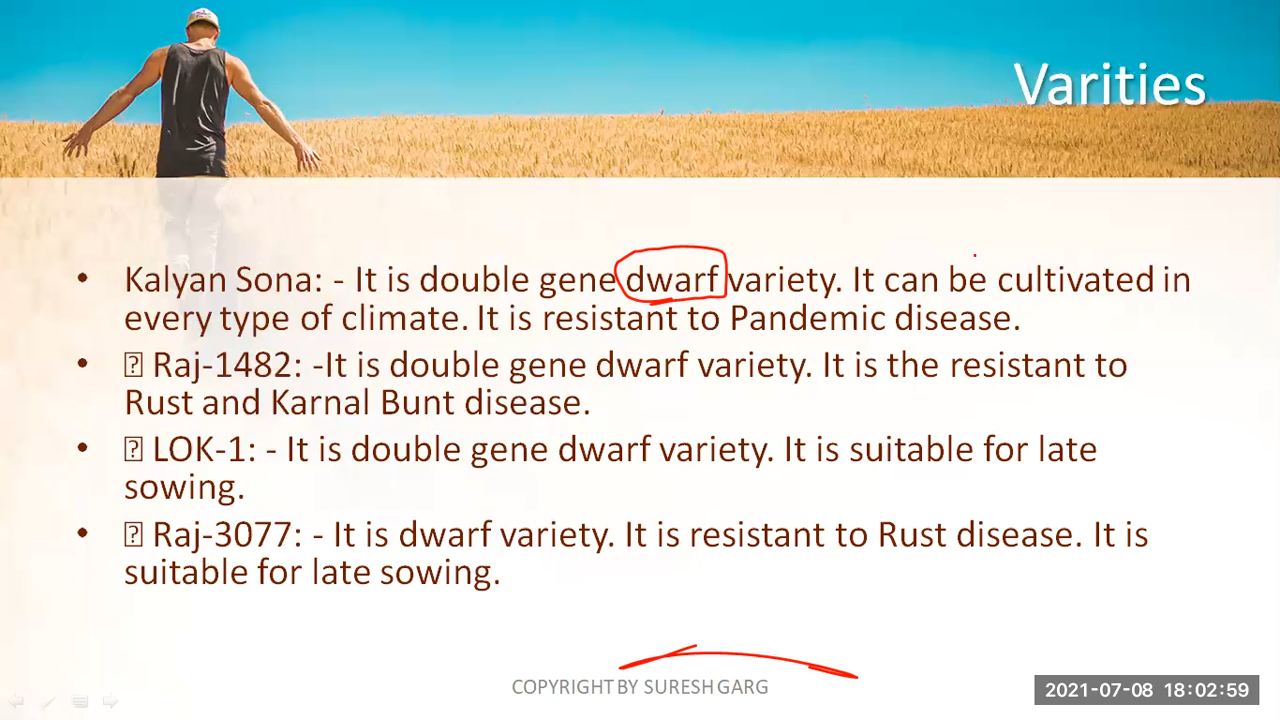 Varities
• Kalyan Sona: - It is double gene dwarf variety. It can be cultivated in
every type of climate. It is resistant to Pandemic disease.
• Raj-1482: -It is double gene dwarf variety. It is the resistant to
Rust and Karnal Bunt disease.
• LOK-1: - It is double gene dwarf variety. It is suitable for late
sowing.
• Raj-3077: - It is dwarf variety. It is resistant to Rust disease. It is
suitable for late sowing.
COPYRIGHT BY SURESH GARG
2021-07-08 18:02:59